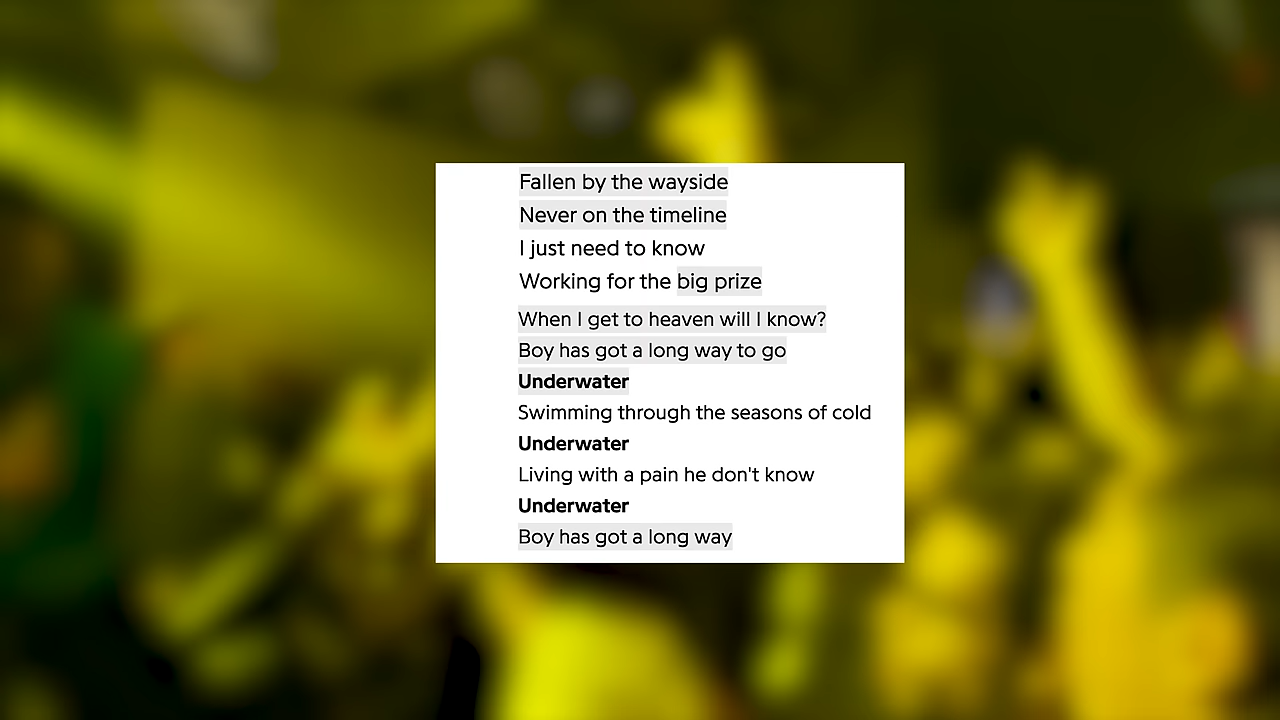 Fallen by the wayside
Never on the timeline
I just need to know
Working for the big prize
When I get to heaven will I know?
Boy has got a long way to go
Underwater
Swimming through the seasons of cold
Underwater
Living with a pain he don't know
Underwater
Boy has got a long way